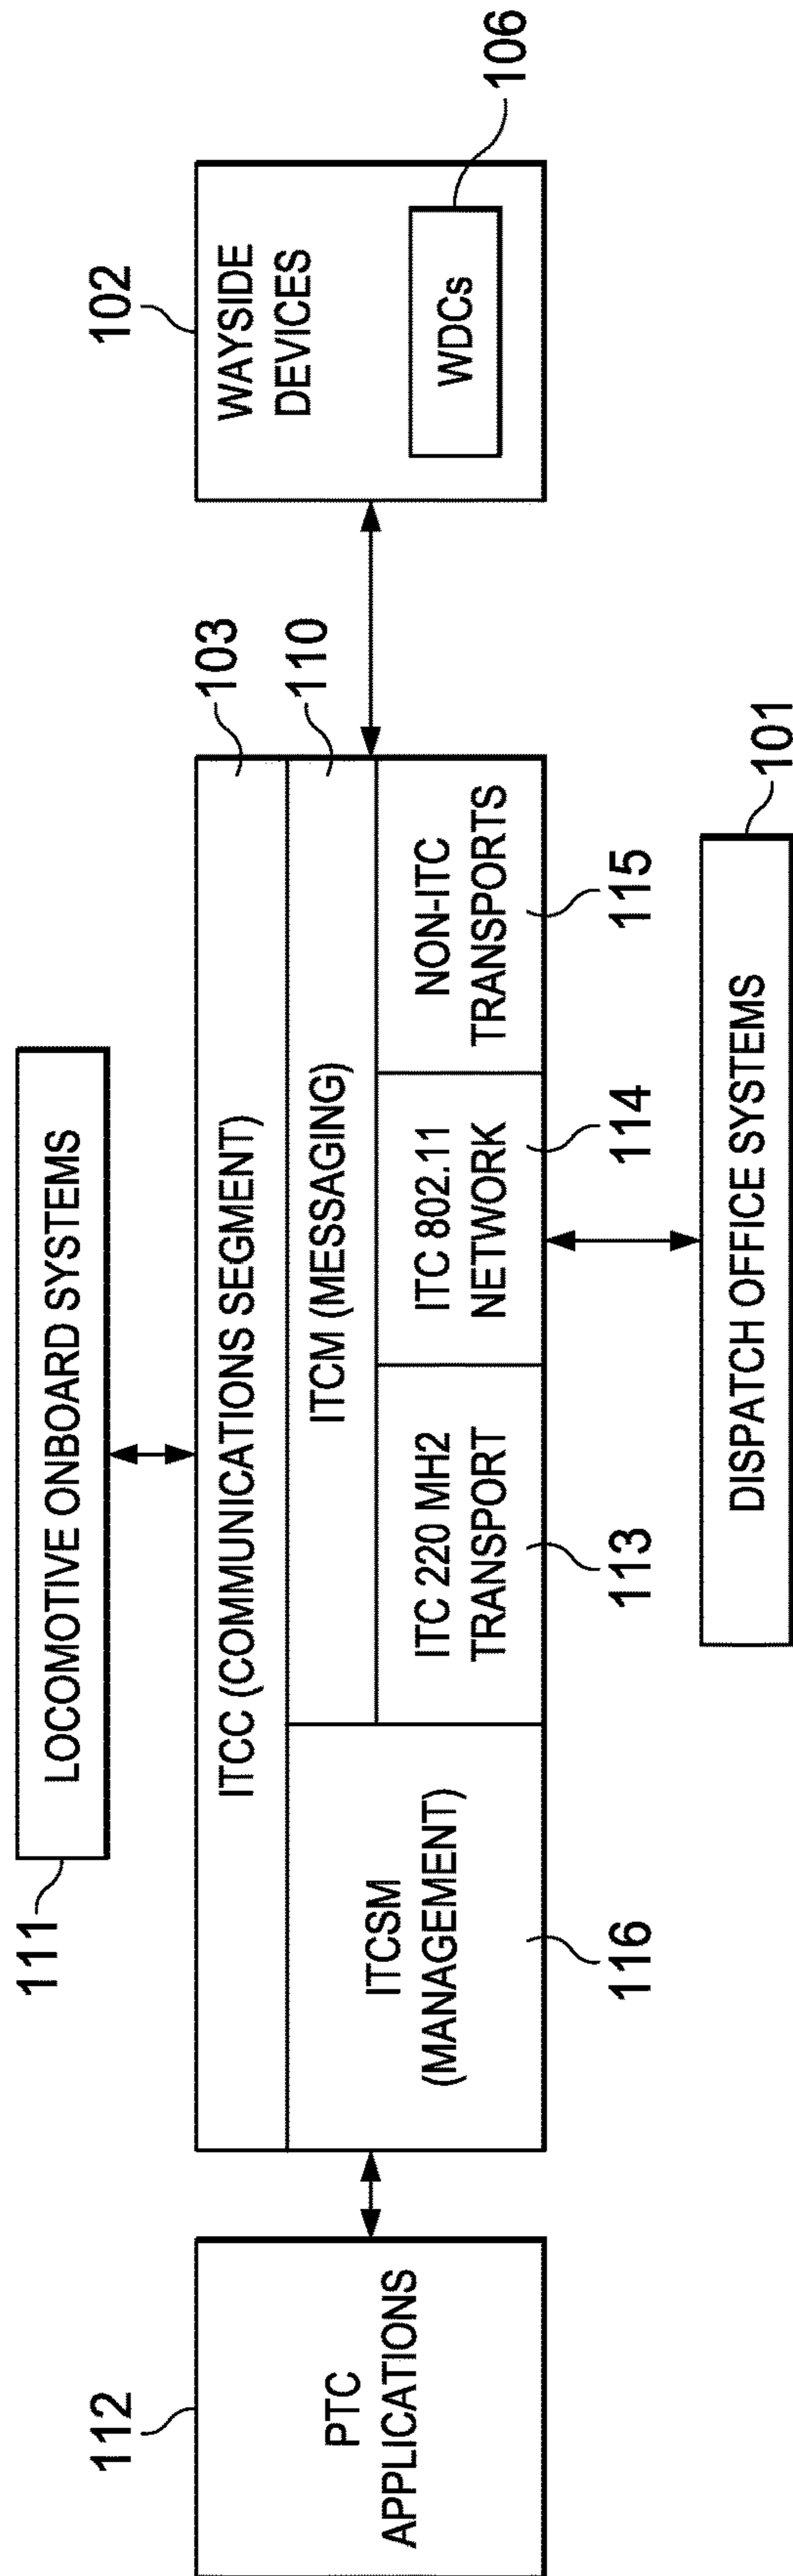 111
LOCOMOTIVE ONBOARD SYSTEMS
112
PTC
APPLICATIONS
103
ITCC (COMMUNICATIONS SEGMENT)
110
ITCM (MESSAGING)
ITCSM
(MANAGEMENT)
116
ITC 220 MH2
TRANSPORT
113
ITC 802.11
NETWORK
114
NON-ITC
TRANSPORTS
115
102
WAYSIDE
DEVICES
WDCs
106
DISPATCH OFFICE SYSTEMS
101